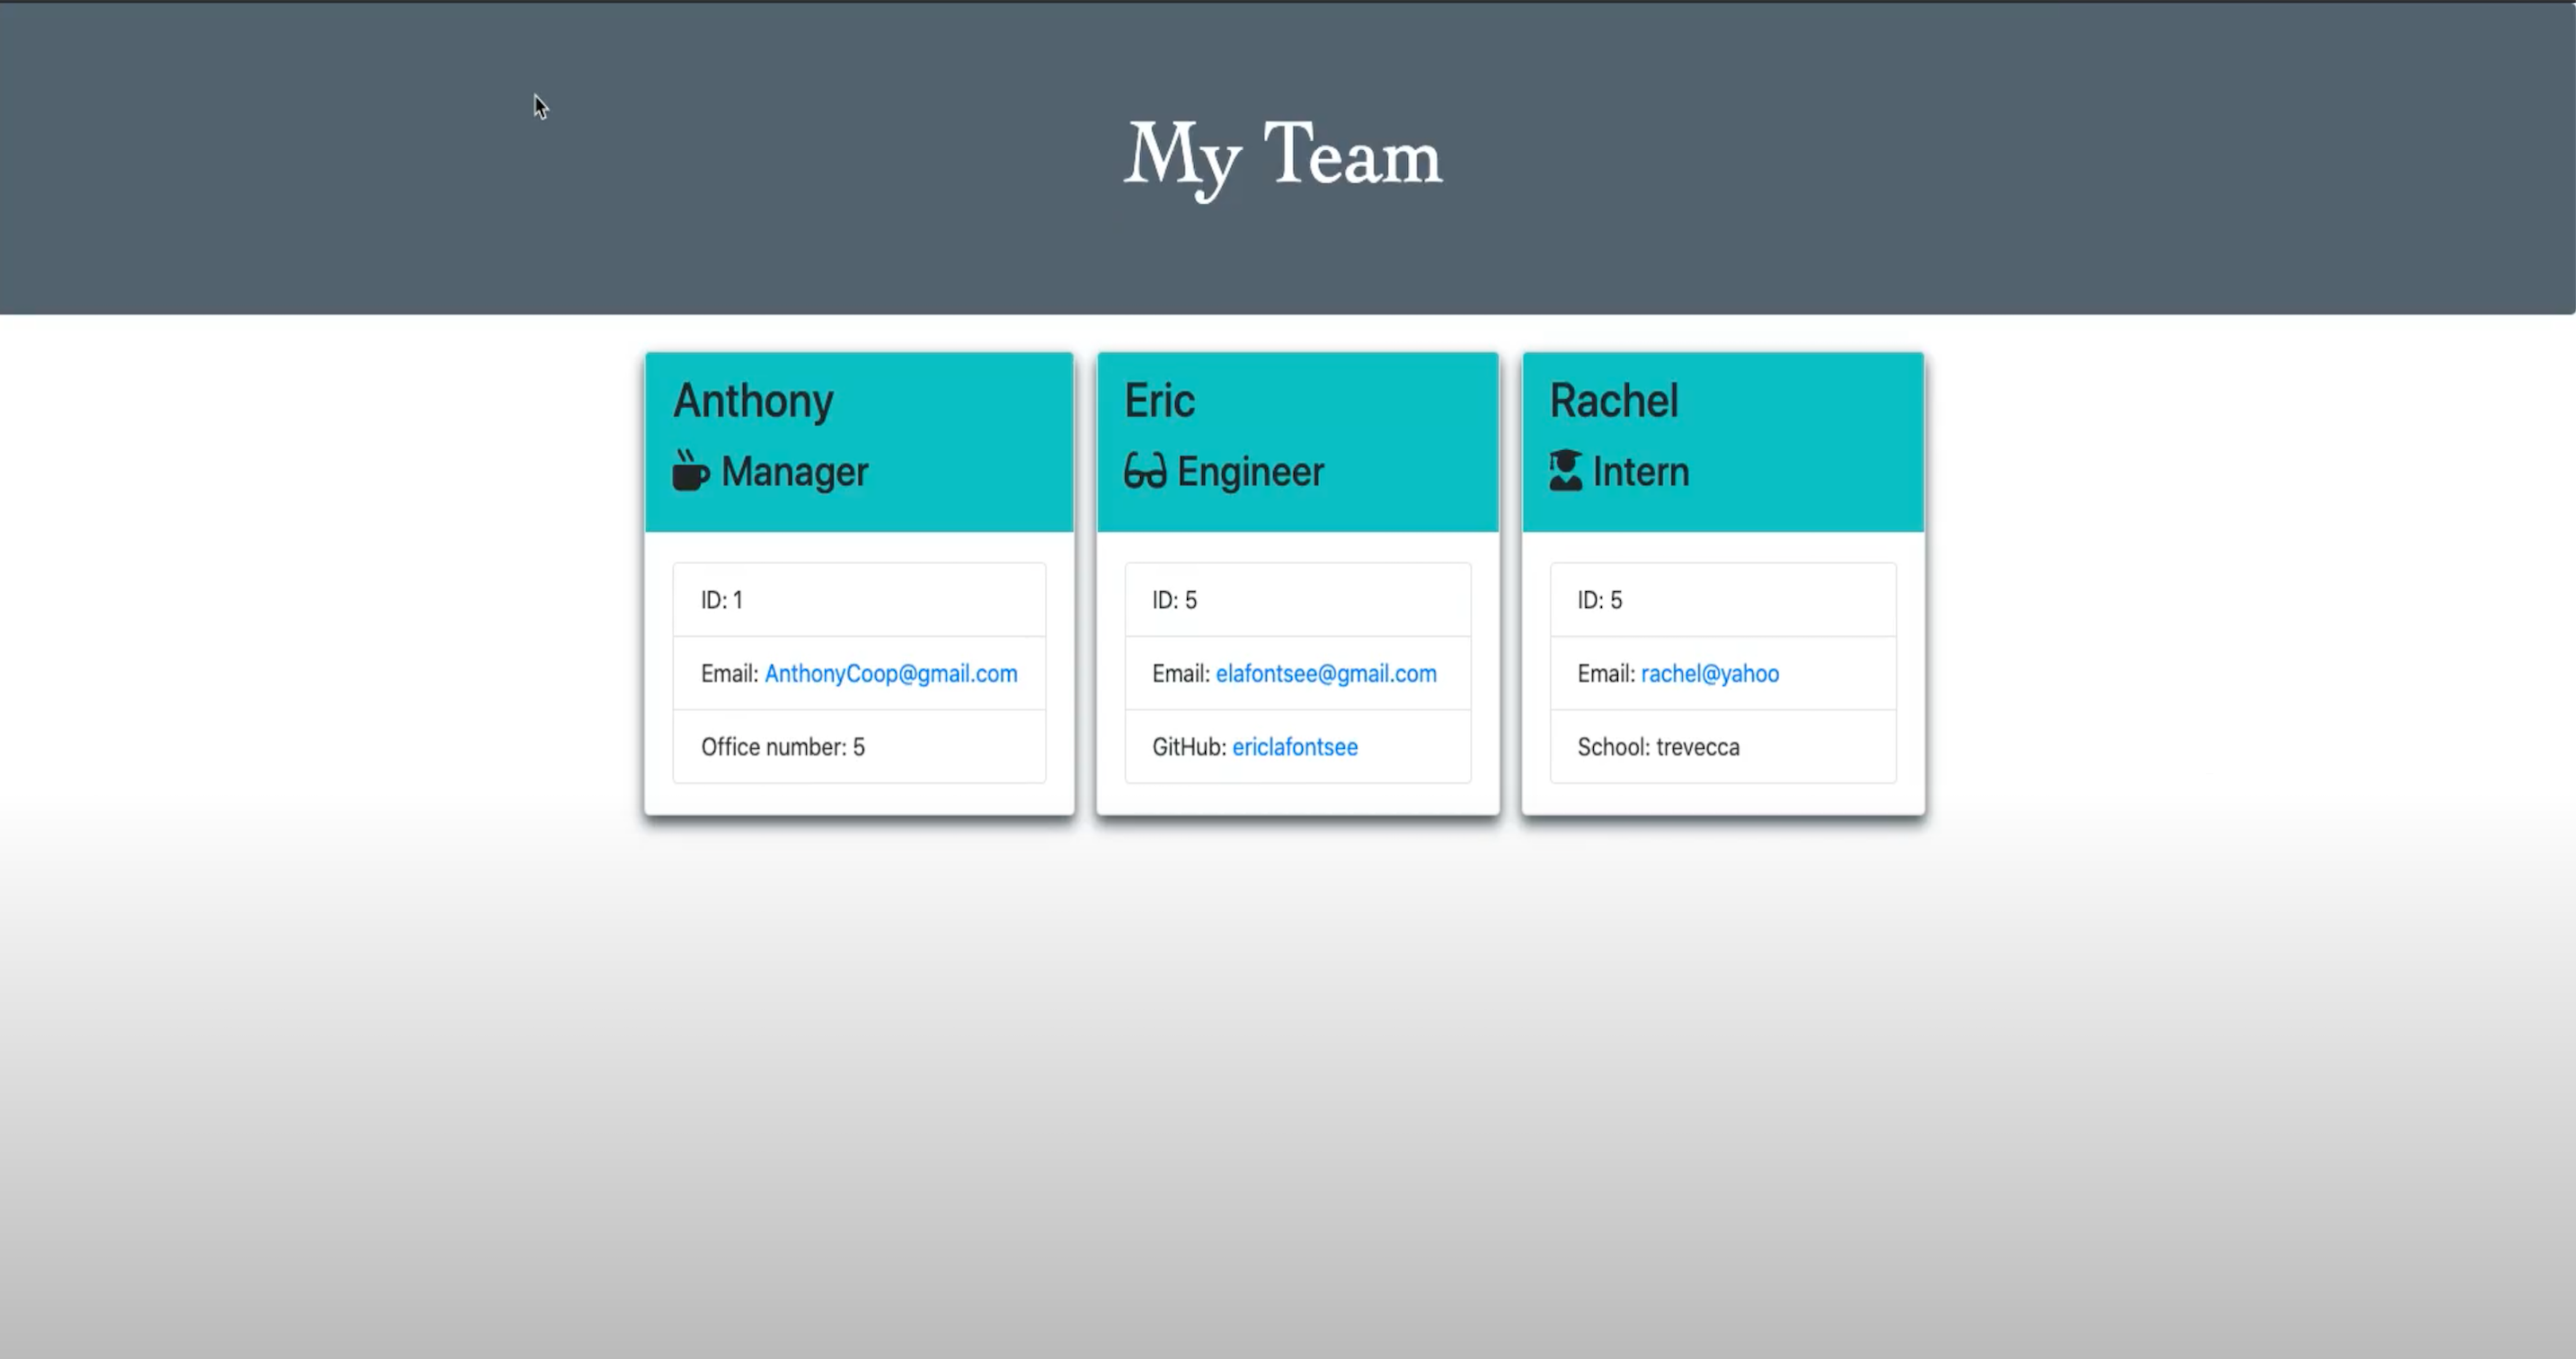 My Team
Anthony
Manager
ID: 1
Email: AnthonyCoop@gmail.com
Office number: 5
Eric
Engineer
ID: 5
Email: elafontsee@gmail.com
GitHub: ericlafontsee
Rachel
Intern
ID: 5
Email: rachel@yahoo
School: trevecca